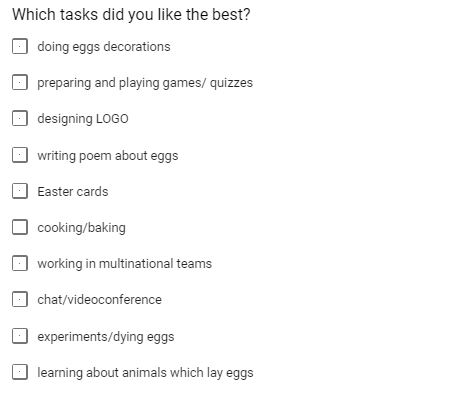 Which tasks did you like the best?
doing eggs decorations
preparing and playing games/ quizzes
designing LOGO
writing poem about eggs
Easter cards
cooking/baking
working in multinational teams
chat/videoconference
experiments/dying eggs
learning about animals which lay eggs